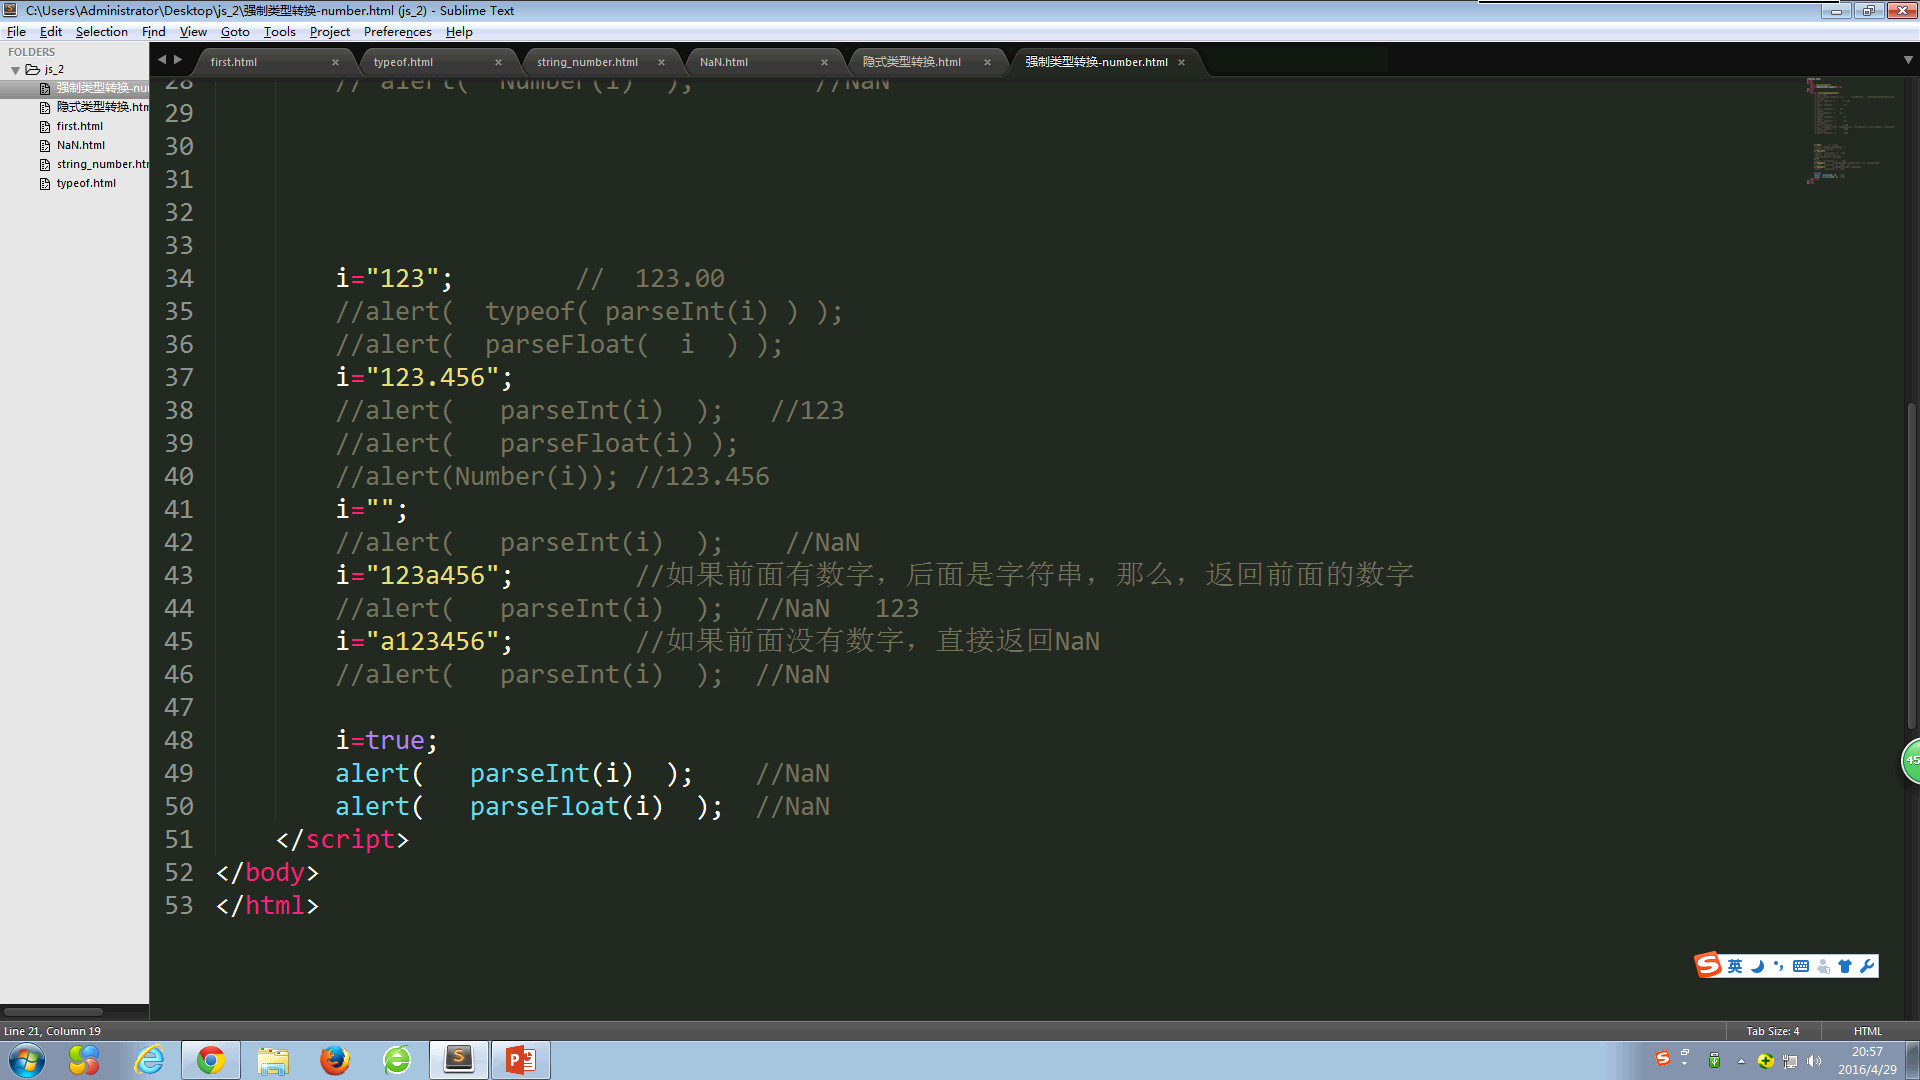 C:\Users\Administrator\Desktop\js_2\强制类型转换-number.html (js_2) - Sublime Text
File Edit Selection Find View Goto Tools Project Preferences Help
FOLDERS
js_2
强制类型转换-nu
隐式类型转换.htm
first.html
NaN.html
string_number.htr
typeof.html
first.html × typeof.html × string_number.html × NaN.html × 隐式类型转换.html × 强制类型转换-number.html ×
28 // alert( Number(i) ); //NaN
29
30
31
32
33
34 i="123"; // 123.00
35 //alert( typeof( parseInt(i) ) );
36 //alert( parseFloat( i ) );
37 i="123.456";
38 //alert( parseInt(i) ); //123
39 //alert( parseFloat(i) );
40 //alert(Number(i)); //123.456
41 i="";
42 //alert( parseInt(i) ); //NaN
43 i="123a456"; //如果前面有数字，后面是字符串，那么，返回前面的数字
44 //alert( parseInt(i) ); //NaN 123
45 i="a123456"; //如果前面没有数字，直接返回NaN
46 //alert( parseInt(i) ); //NaN
47
48 i=true;
49 alert( parseInt(i) ); //NaN
50 alert( parseFloat(i) ); //NaN
51 </script>
52 </body>
53 </html>
45
英
Line 21, Column 19 Tab Size: 4 HTML
20:57
2016/4/29